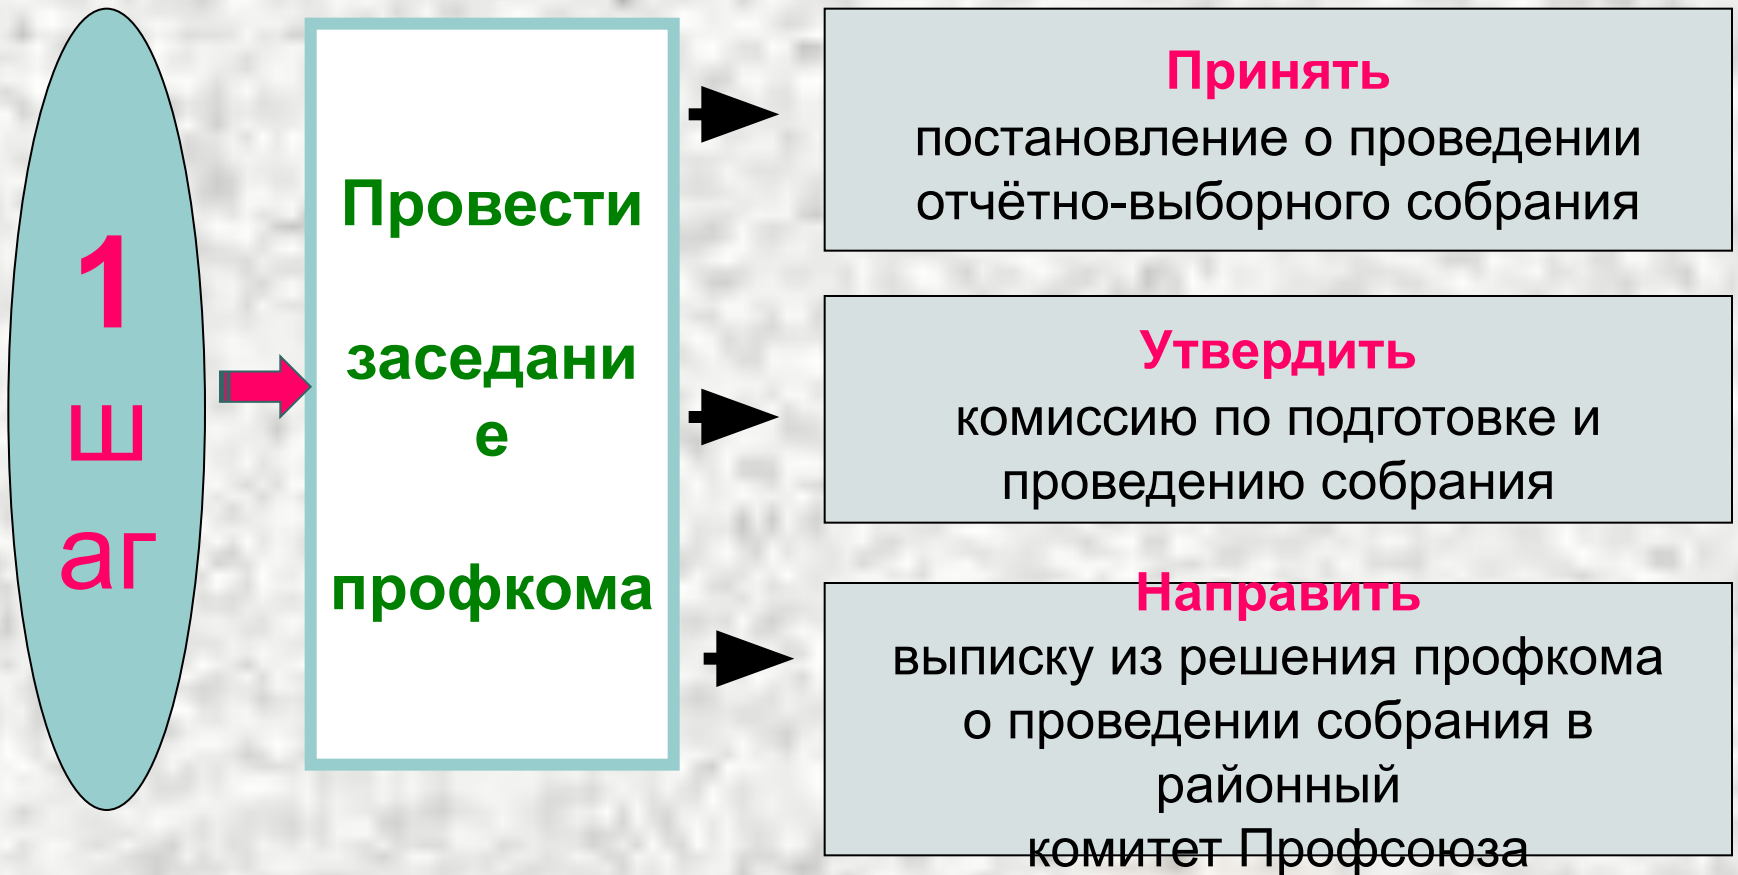 1
ш
аг
Провести
заседани
е
профкома
Принять
постановление о проведении
отчётно-выборного собрания
Утвердить
комиссию по подготовке и
проведению собрания
Направить
выписку из решения профкома
о проведении собрания в
районный
комитет Профсоюза